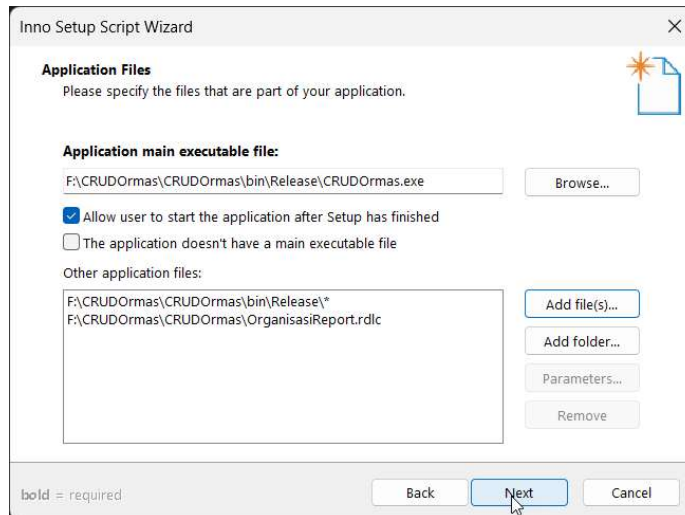 Inno Setup Script Wizard
Application Files
Please specify the files that are part of your application.
Application main executable file:
F:\CRUDOrmas\CRUDOrmas\bin\Release\CRUDOrmas.exe
Browse...
Allow user to start the application after Setup has finished
The application doesn't have a main executable file
Other application files:
F:\CRUDOrmas\CRUDOrmas\bin\Release\*
F:\CRUDOrmas\CRUDOrmas\OrganisasiReport.rdlc
Add file(s)...
Add folder...
Parameters...
Remove
bold = required
Back
Next
Cancel